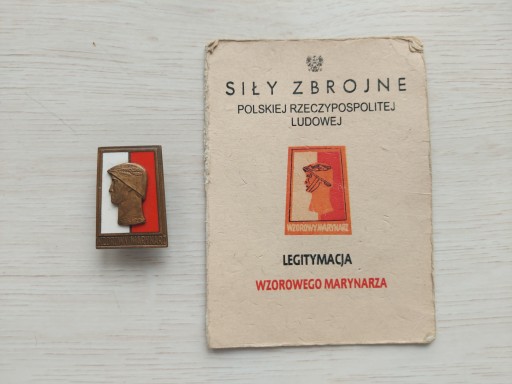 SIŁY ZBROJNE
POLSKIEJ RZECZYPOSPOLITEJ
LUDOWEJ
WZOROWY MARYNARZ
LEGITYMACJA
WZOROWEGO MARYNARZA